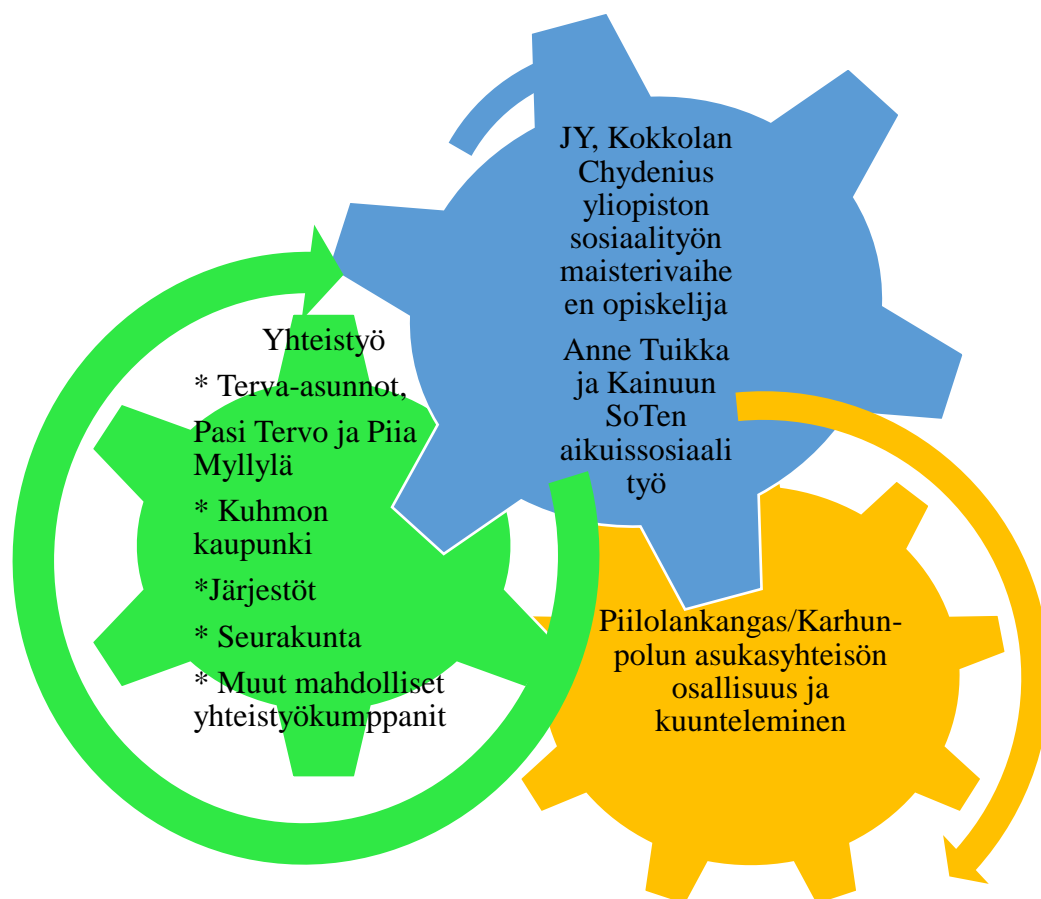 JY, Kokkolan
Chydenius
yliopiston
sosiaalityön
maisterivaihe
en opiskelija
Anne Tuikka
ja Kainuun
SoTen
aikuissosiaali
työ
Yhteistyö
* Terva-asunnot,
Pasi Tervo ja Piia
Myllylä
* Kuhmon
kaupunki
*Järjestöt
* Seurakunta
* Muut mahdolliset
yhteistyökumppanit
Piilolankangas/Karhun-
polun asukasyhteisön
osallisuus ja
kuunteleminen